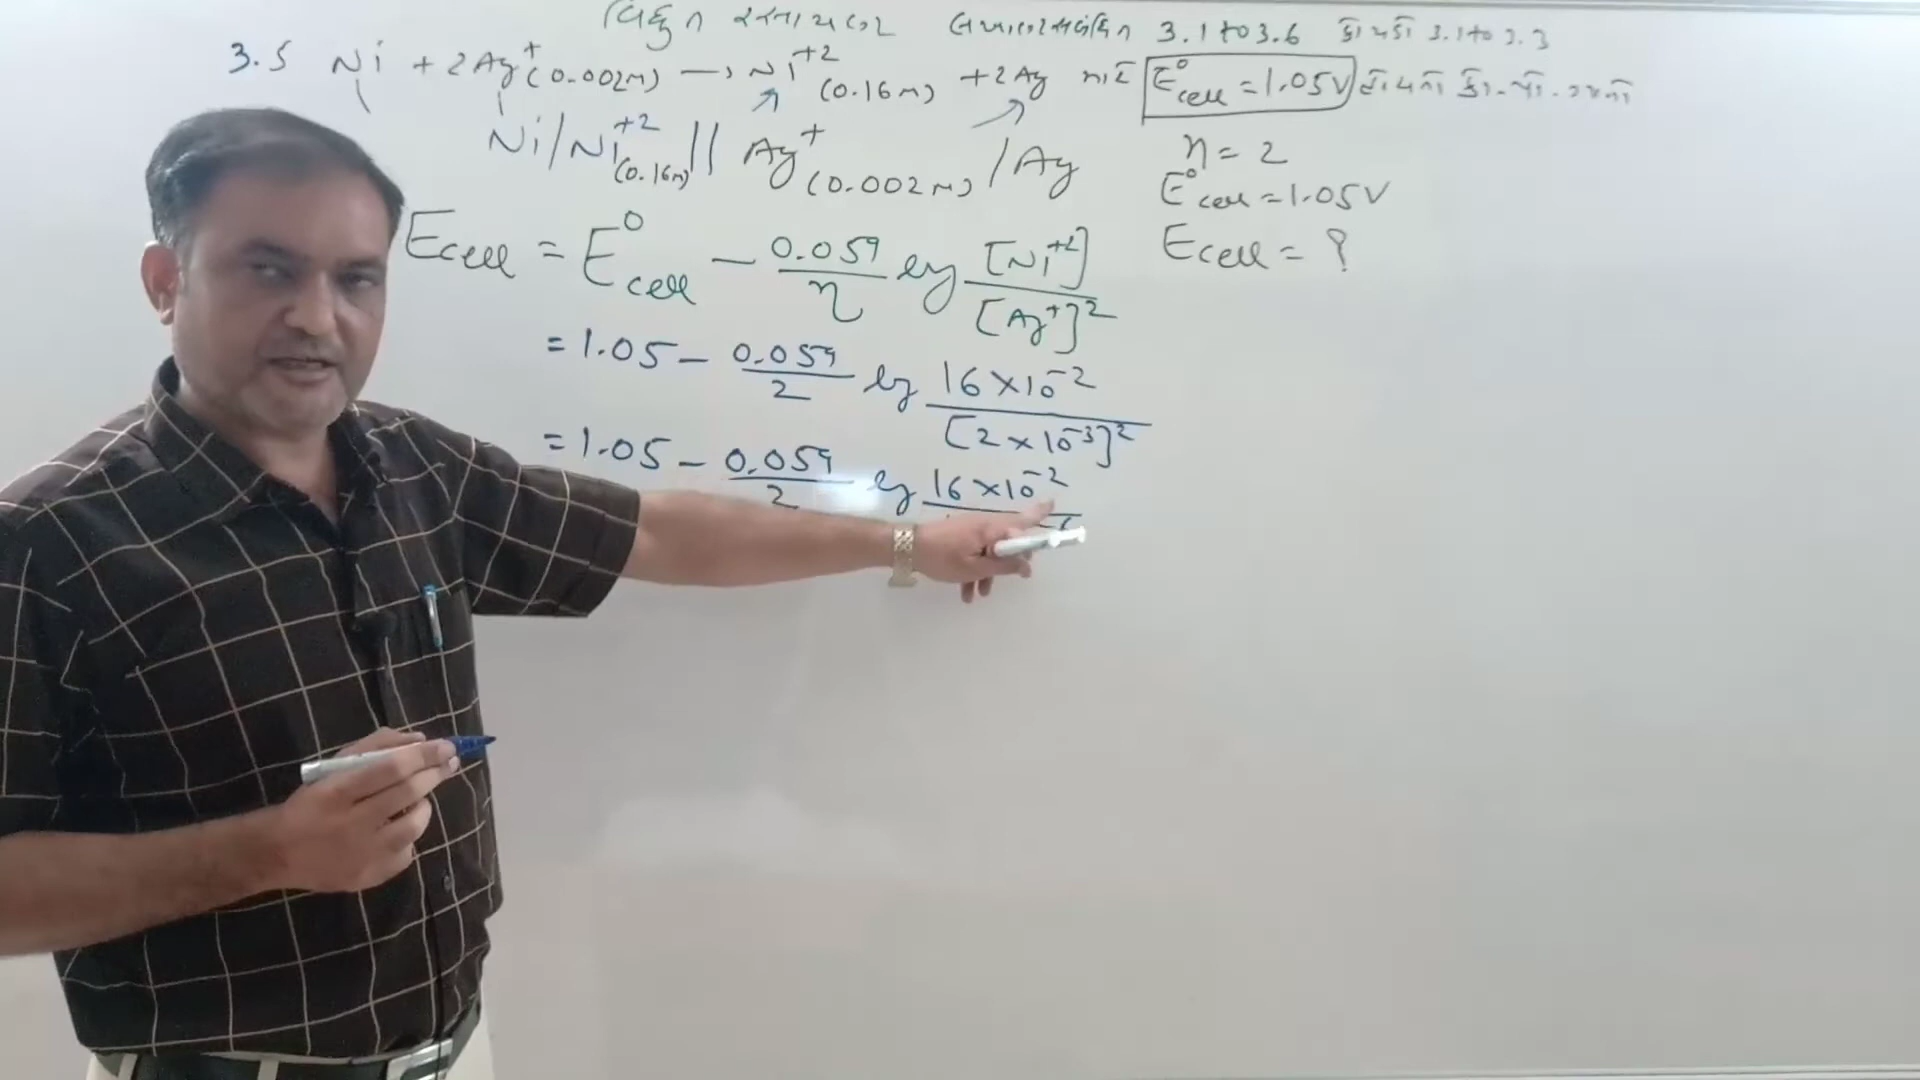 3.1 to 3.6 3.1 to 3.3
3.5 Ni + 2Ag⁺(0.002M) → Ni⁺²(0.16M) + 2Ag માટે E⁰cell = 1.05V
Ni/Ni⁺²(0.16M) || Ag⁺(0.002M) /Ag
n = 2
E⁰cell = 1.05V
Ecell = ?
Ecell = E⁰cell − 0.059/n log [Ni⁺²]/[Ag⁺]²
= 1.05 − 0.059/2 log 16×10⁻²/[2×10⁻³]²
= 1.05 − 0.059/2 log 16×10⁻²